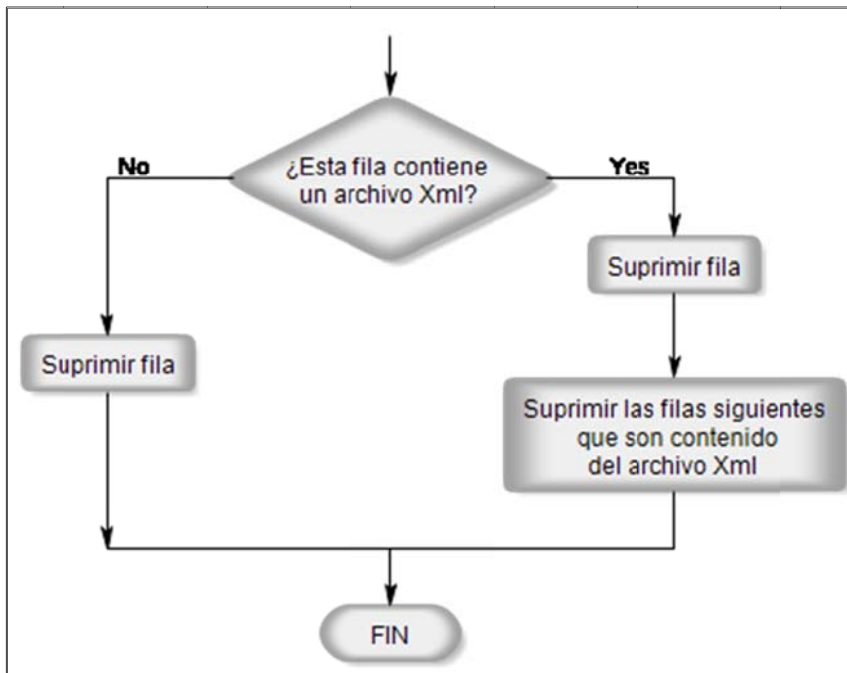 ¿Esta fila contiene
un archivo Xml?
No
Yes
Suprimir fila
Suprimir fila
Suprimir las filas siguientes
que son contenido
del archivo Xml
FIN